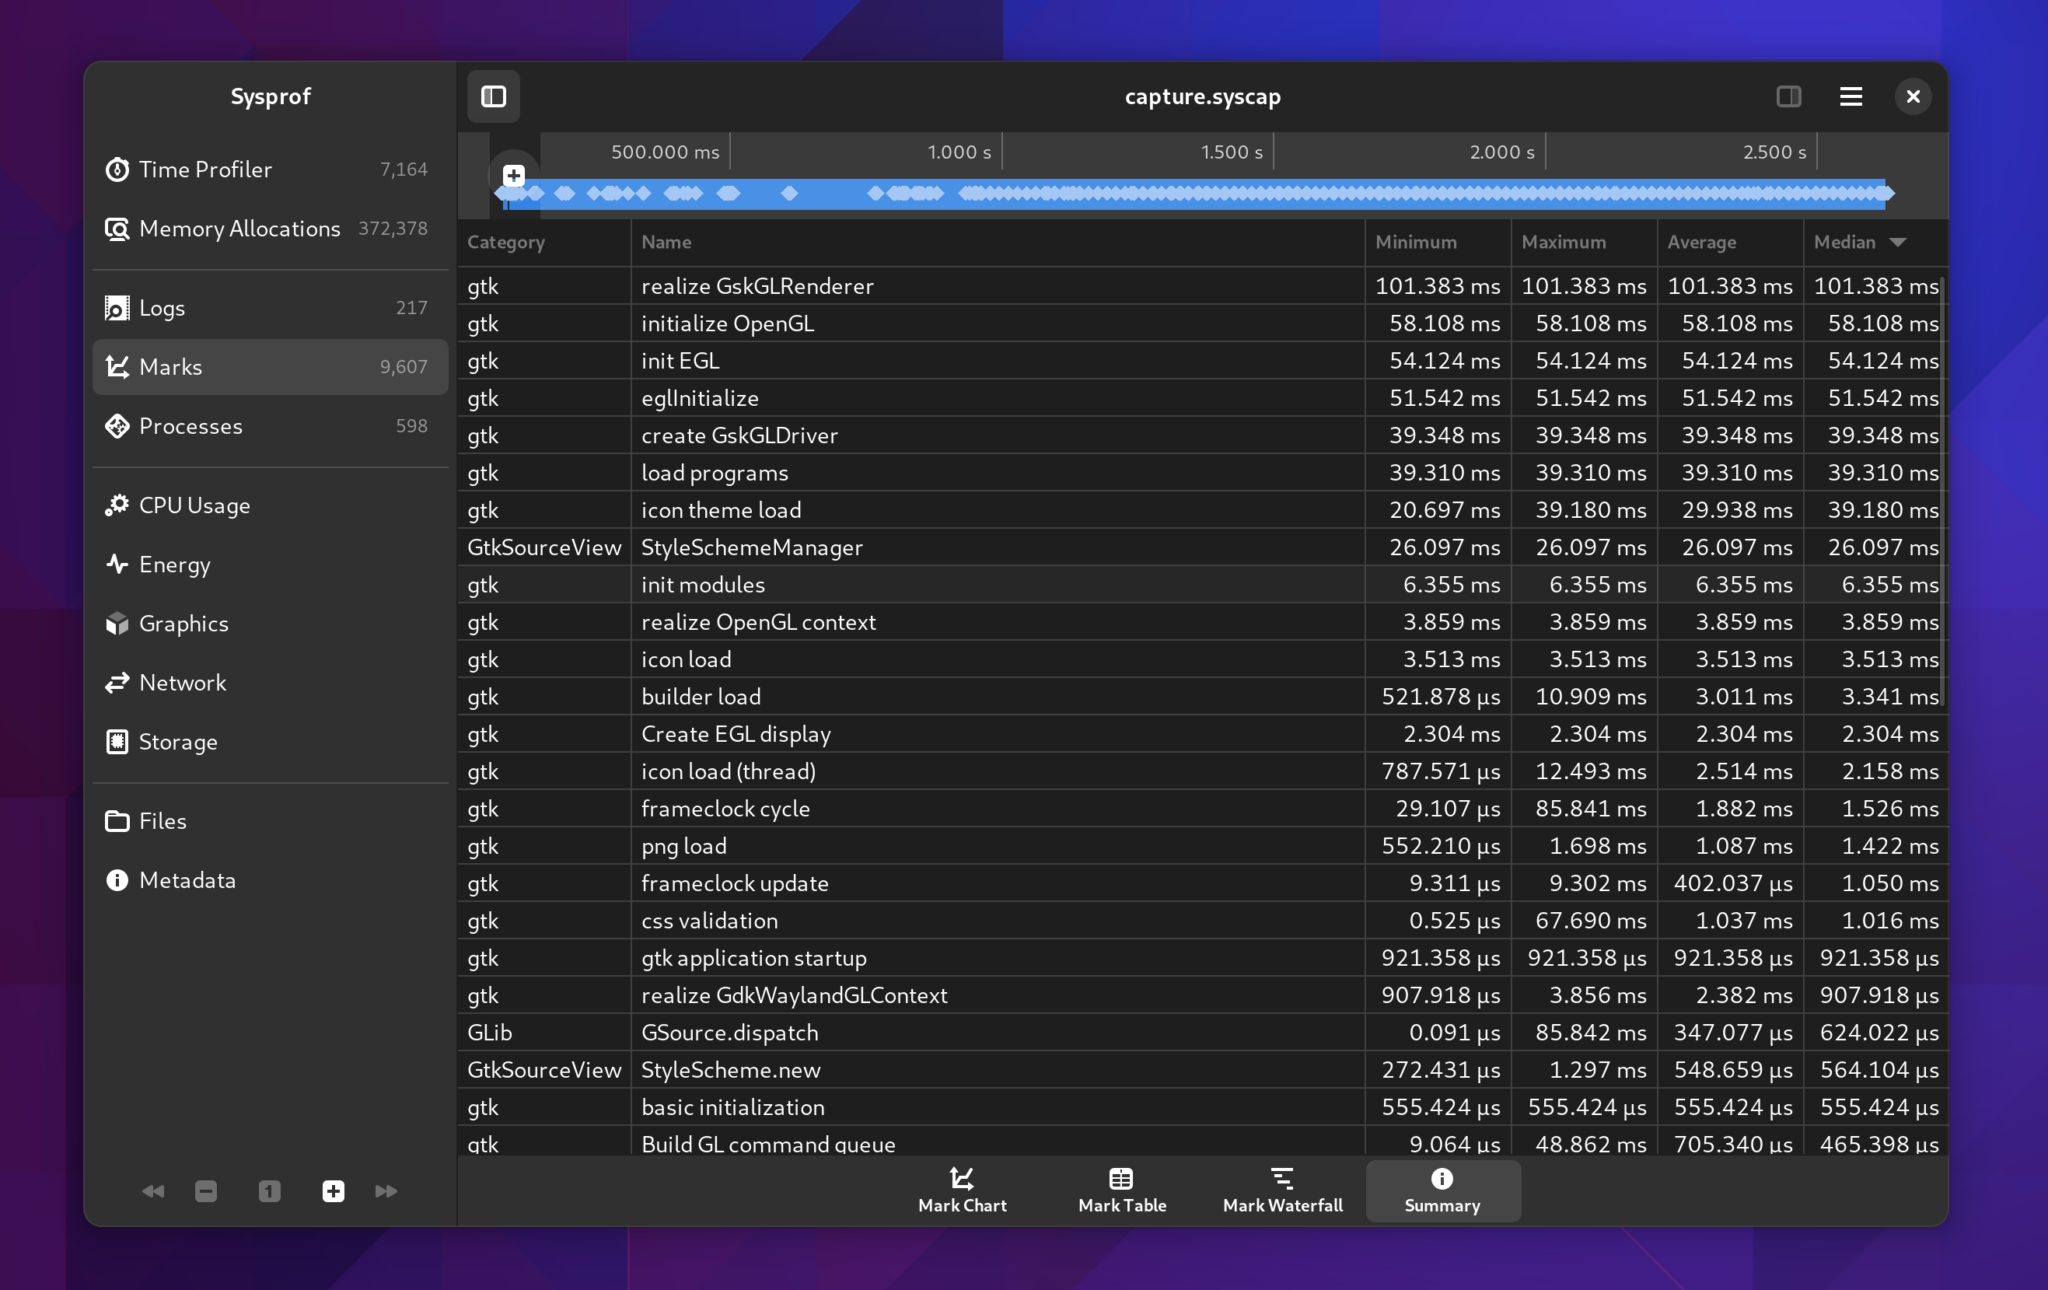 Sysprof
capture.syscap
Time Profiler 7,164
Memory Allocations 372,378
Logs 217
Marks 9,607
Processes 598
CPU Usage
Energy
Graphics
Network
Storage
Files
Metadata
1
500.000 ms 1.000 s 1.500 s 2.000 s 2.500 s
Category Name Minimum Maximum Average Median
gtk realize GskGLRenderer 101.383 ms 101.383 ms 101.383 ms 101.383 ms
gtk initialize OpenGL 58.108 ms 58.108 ms 58.108 ms 58.108 ms
gtk init EGL 54.124 ms 54.124 ms 54.124 ms 54.124 ms
gtk eglInitialize 51.542 ms 51.542 ms 51.542 ms 51.542 ms
gtk create GskGLDriver 39.348 ms 39.348 ms 39.348 ms 39.348 ms
gtk load programs 39.310 ms 39.310 ms 39.310 ms 39.310 ms
gtk icon theme load 20.697 ms 39.180 ms 29.938 ms 39.180 ms
GtkSourceView StyleSchemeManager 26.097 ms 26.097 ms 26.097 ms 26.097 ms
gtk init modules 6.355 ms 6.355 ms 6.355 ms 6.355 ms
gtk realize OpenGL context 3.859 ms 3.859 ms 3.859 ms 3.859 ms
gtk icon load 3.513 ms 3.513 ms 3.513 ms 3.513 ms
gtk builder load 521.878 µs 10.909 ms 3.011 ms 3.341 ms
gtk Create EGL display 2.304 ms 2.304 ms 2.304 ms 2.304 ms
gtk icon load (thread) 787.571 µs 12.493 ms 2.514 ms 2.158 ms
gtk frameclock cycle 29.107 µs 85.841 ms 1.882 ms 1.526 ms
gtk png load 552.210 µs 1.698 ms 1.087 ms 1.422 ms
gtk frameclock update 9.311 µs 9.302 ms 402.037 µs 1.050 ms
gtk css validation 0.525 µs 67.690 ms 1.037 ms 1.016 ms
gtk gtk application startup 921.358 µs 921.358 µs 921.358 µs 921.358 µs
gtk realize GdkWaylandGLContext 907.918 µs 3.856 ms 2.382 ms 907.918 µs
GLib GSource.dispatch 0.091 µs 85.842 ms 347.077 µs 624.022 µs
GtkSourceView StyleScheme.new 272.431 µs 1.297 ms 548.659 µs 564.104 µs
gtk basic initialization 555.424 µs 555.424 µs 555.424 µs 555.424 µs
gtk Build GL command queue 9.064 µs 48.862 ms 705.340 µs 465.398 µs
Mark Chart Mark Table Mark Waterfall Summary